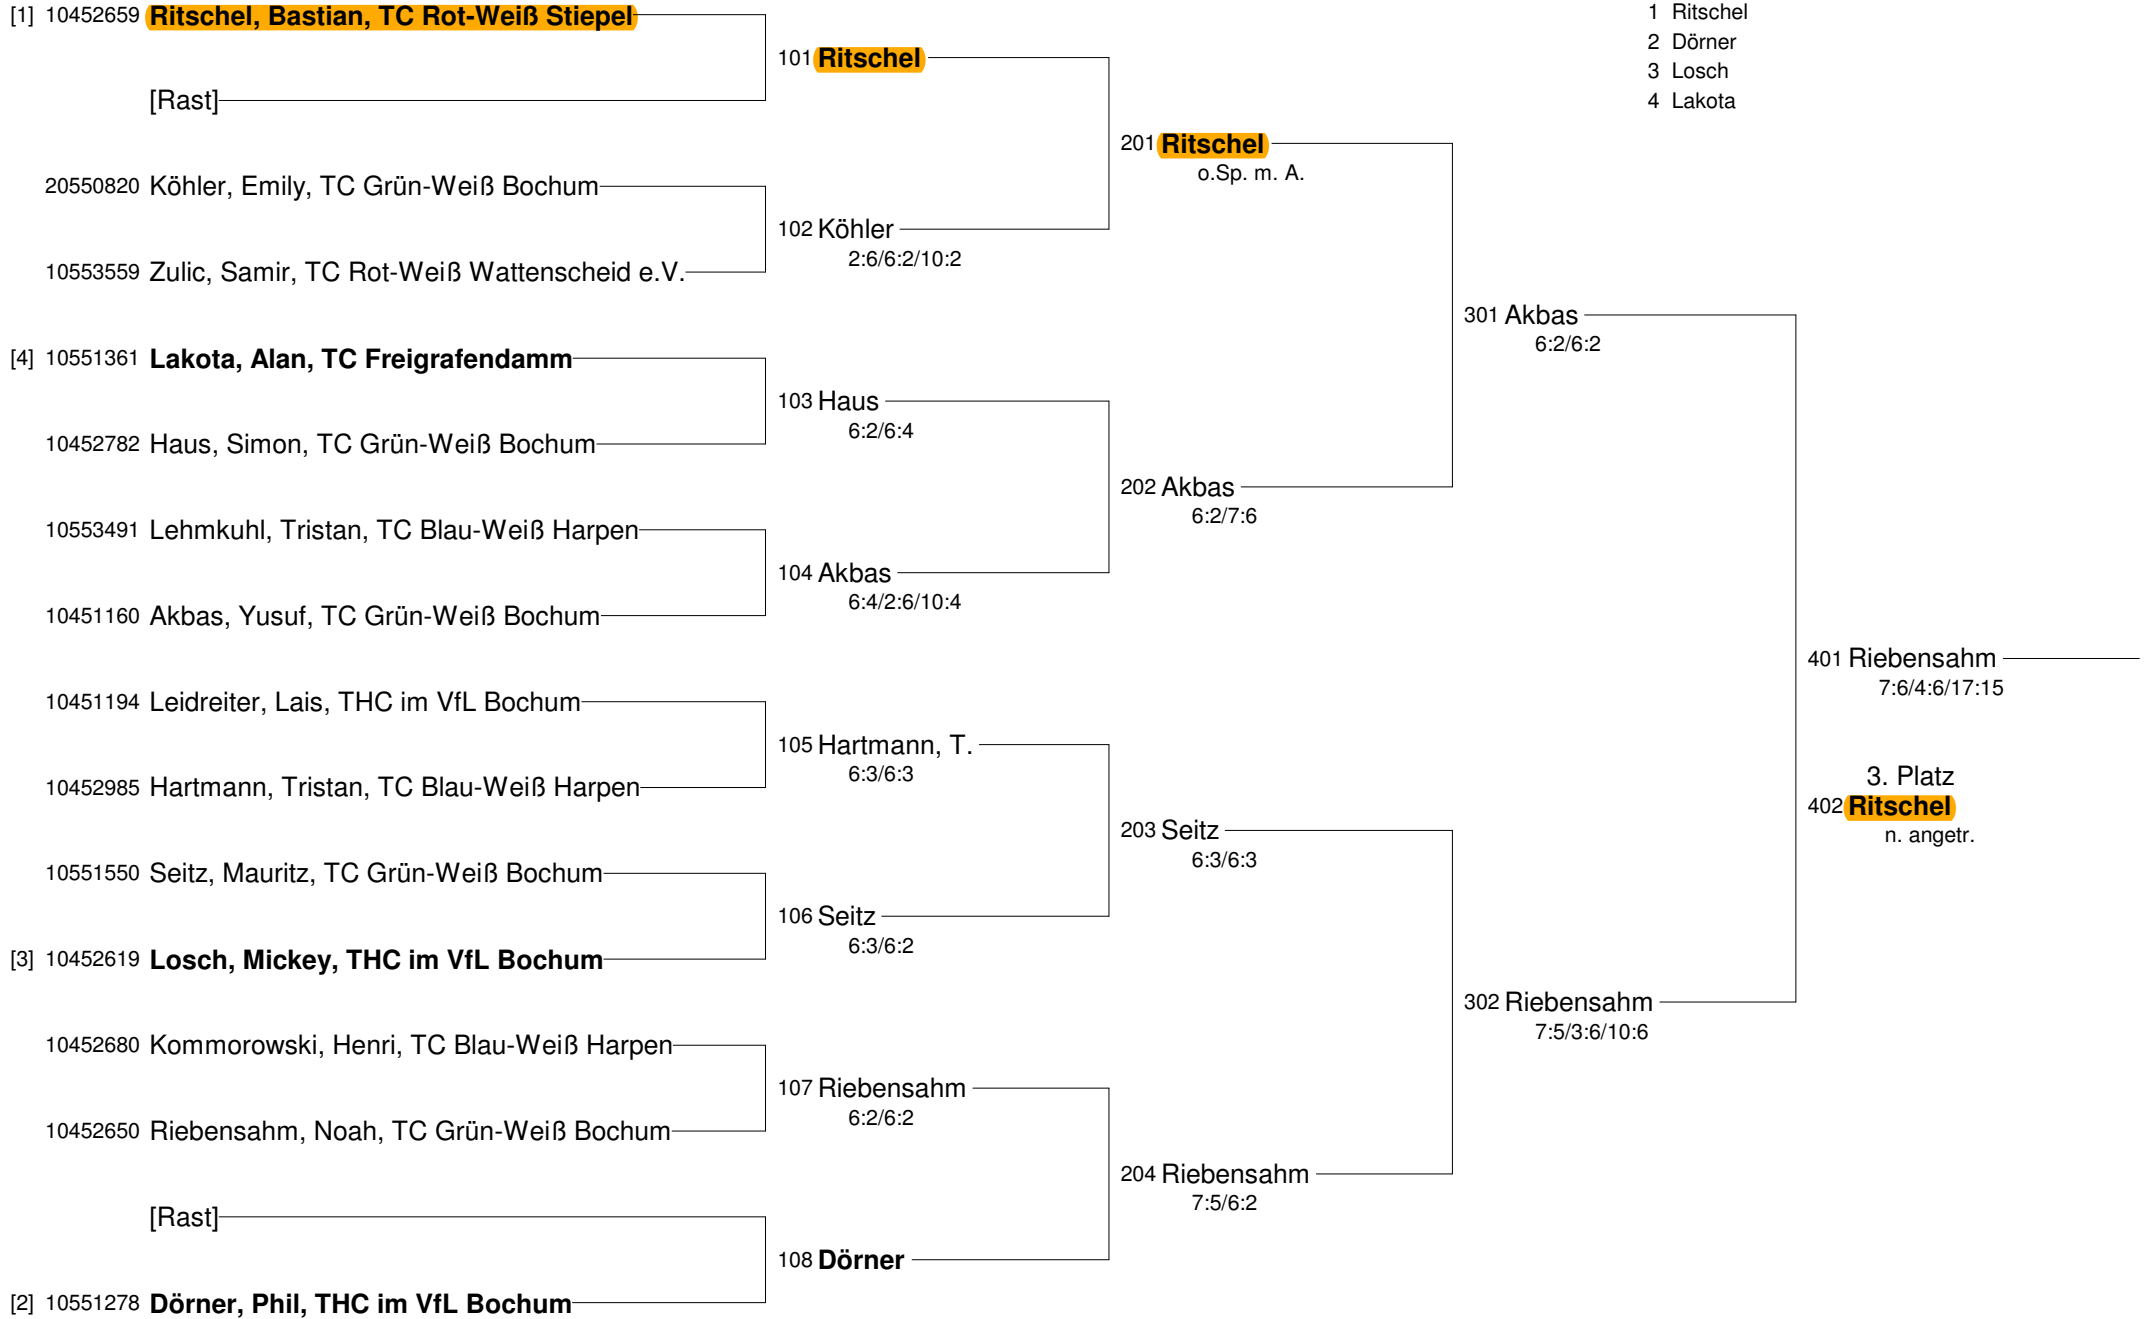 [1] 10452659 Ritschel, Bastian, TC Rot-Weiß Stiepel
[Rast]
20550820 Köhler, Emily, TC Grün-Weiß Bochum
10553559 Zulic, Samir, TC Rot-Weiß Wattenscheid e.V.
[4] 10551361 Lakota, Alan, TC Freigrafendamm
10452782 Haus, Simon, TC Grün-Weiß Bochum
10553491 Lehmkuhl, Tristan, TC Blau-Weiß Harpen
10451160 Akbas, Yusuf, TC Grün-Weiß Bochum
10451194 Leidreiter, Lais, THC im VfL Bochum
10452985 Hartmann, Tristan, TC Blau-Weiß Harpen
10551550 Seitz, Mauritz, TC Grün-Weiß Bochum
[3] 10452619 Losch, Mickey, THC im VfL Bochum
10452680 Kommorowski, Henri, TC Blau-Weiß Harpen
10452650 Riebensahm, Noah, TC Grün-Weiß Bochum
[Rast]
[2] 10551278 Dörner, Phil, THC im VfL Bochum
101 Ritschel
102 Köhler
2:6/6:2/10:2
103 Haus
6:2/6:4
104 Akbas
6:4/2:6/10:4
105 Hartmann, T.
6:3/6:3
106 Seitz
6:3/6:2
107 Riebensahm
6:2/6:2
108 Dörner
201 Ritschel
o.Sp. m. A.
202 Akbas
6:2/7:6
203 Seitz
6:3/6:3
204 Riebensahm
7:5/6:2
301 Akbas
6:2/6:2
302 Riebensahm
7:5/3:6/10:6
401 Riebensahm
7:6/4:6/17:15
3. Platz
402 Ritschel
n. angetr.
1 Ritschel
2 Dörner
3 Losch
4 Lakota